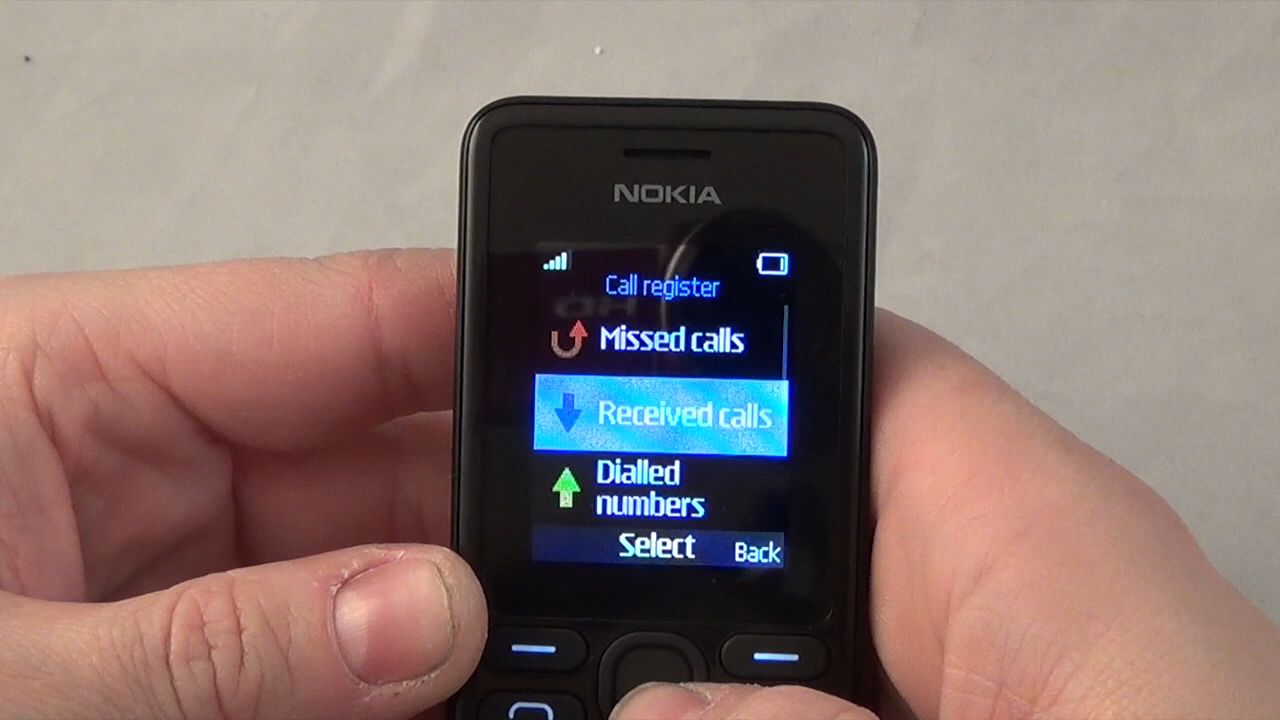 NOKIA
Call register
Missed calls
Received calls
Dialled
numbers
Select
Back